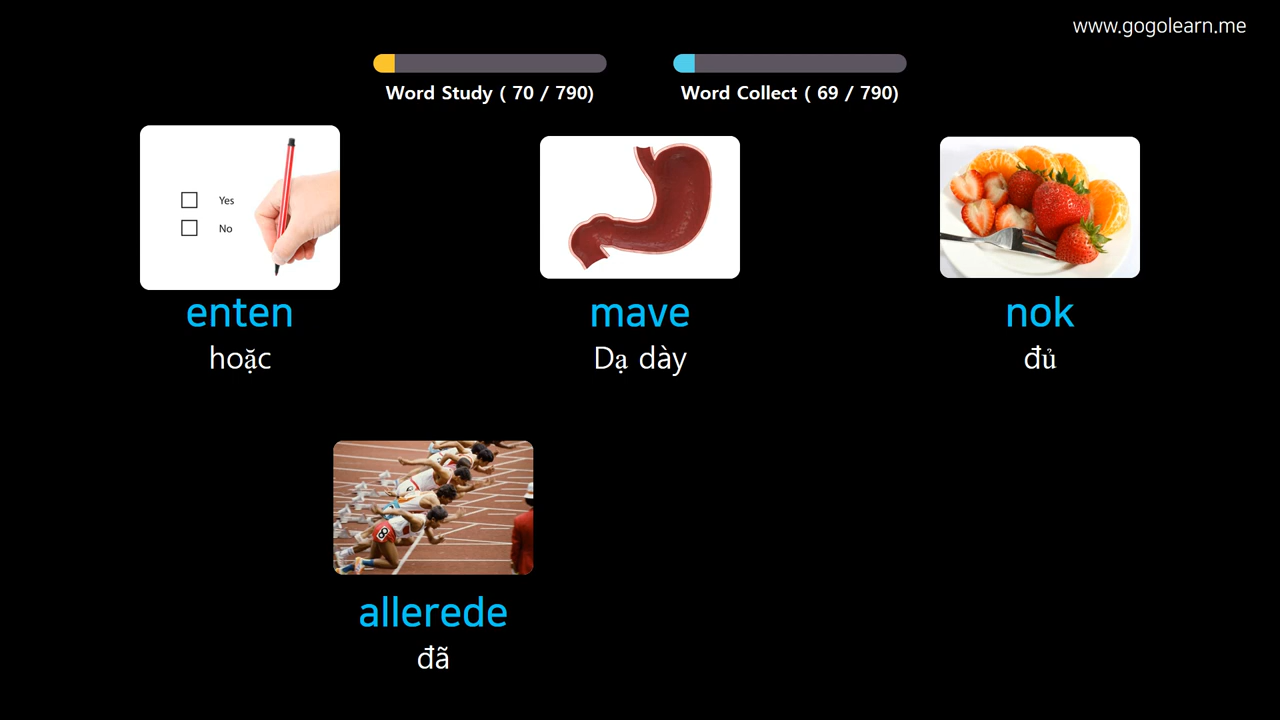 www.gogolearn.me
Word Study ( 70 / 790)
Word Collect ( 69 / 790)
Yes
No
enten
hoặc
mave
Dạ dày
nok
đủ
8
allerede
đã